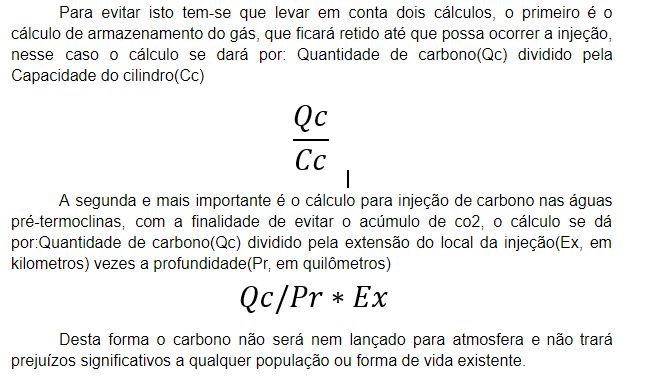 Para evitar isto tem-se que levar em conta dois cálculos, o primeiro é o
cálculo de armazenamento do gás, que ficará retido até que possa ocorrer a injeção,
nesse caso o cálculo se dará por: Quantidade de carbono(Qc) dividido pela
Capacidade do cilindro(Cc)
Qc
Cc
A segunda e mais importante é o cálculo para injeção de carbono nas águas
pré-termoclinas, com a finalidade de evitar o acúmulo de co2, o cálculo se dá
por:Quantidade de carbono(Qc) dividido pela extensão do local da injeção(Ex, em
kilometros) vezes a profundidade(Pr, em quilômetros)
Qc/Pr * Ex
Desta forma o carbono não será nem lançado para atmosfera e não trará
prejuízos significativos a qualquer população ou forma de vida existente.